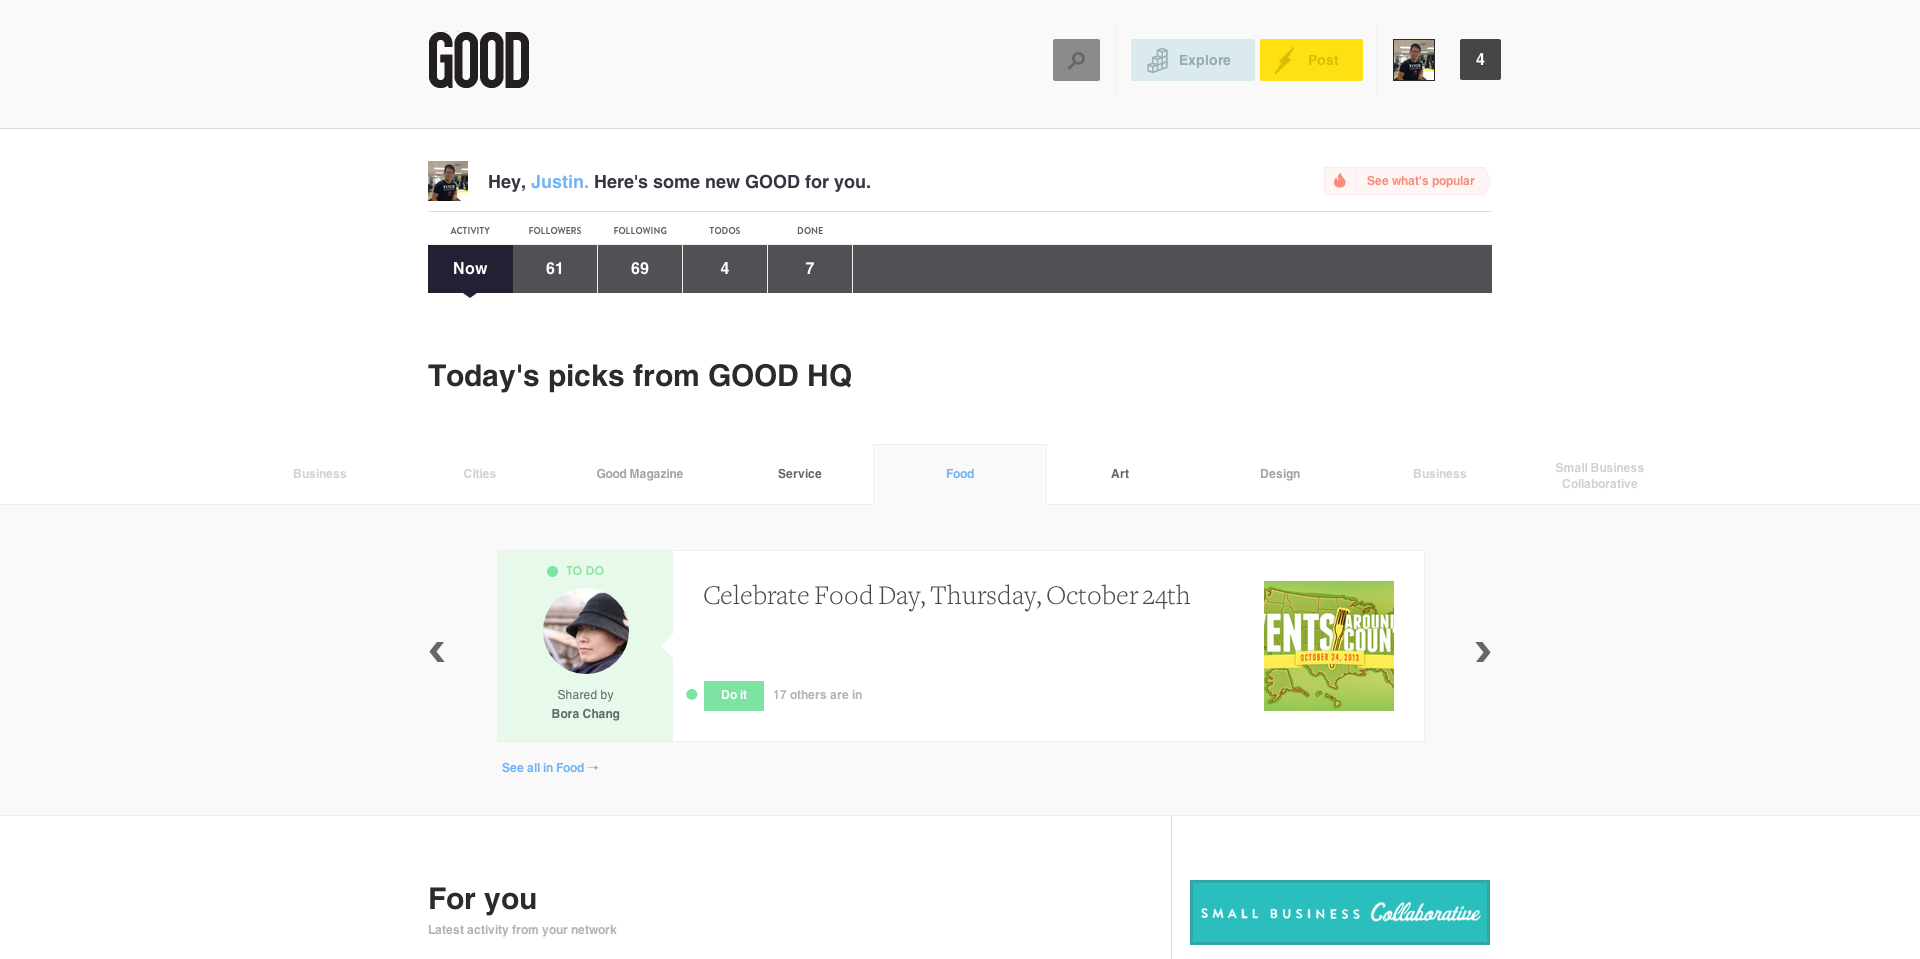 GOOD
Explore
Post
4
Hey, Justin. Here's some new GOOD for you.
See what's popular
ACTIVITY FOLLOWERS FOLLOWING TODOS DONE
Now 61 69 4 7
Today's picks from GOOD HQ
Business Cities Good Magazine Service Food Art Design Business Small Business
Collaborative
TO DO
Celebrate Food Day, Thursday, October 24th
VENTS AROUND
COUN
OCTOBER 24, 2013
Shared by
Bora Chang
Do it 17 others are in
See all in Food →
For you
Latest activity from your network
SMALL BUSINESS Collaborative